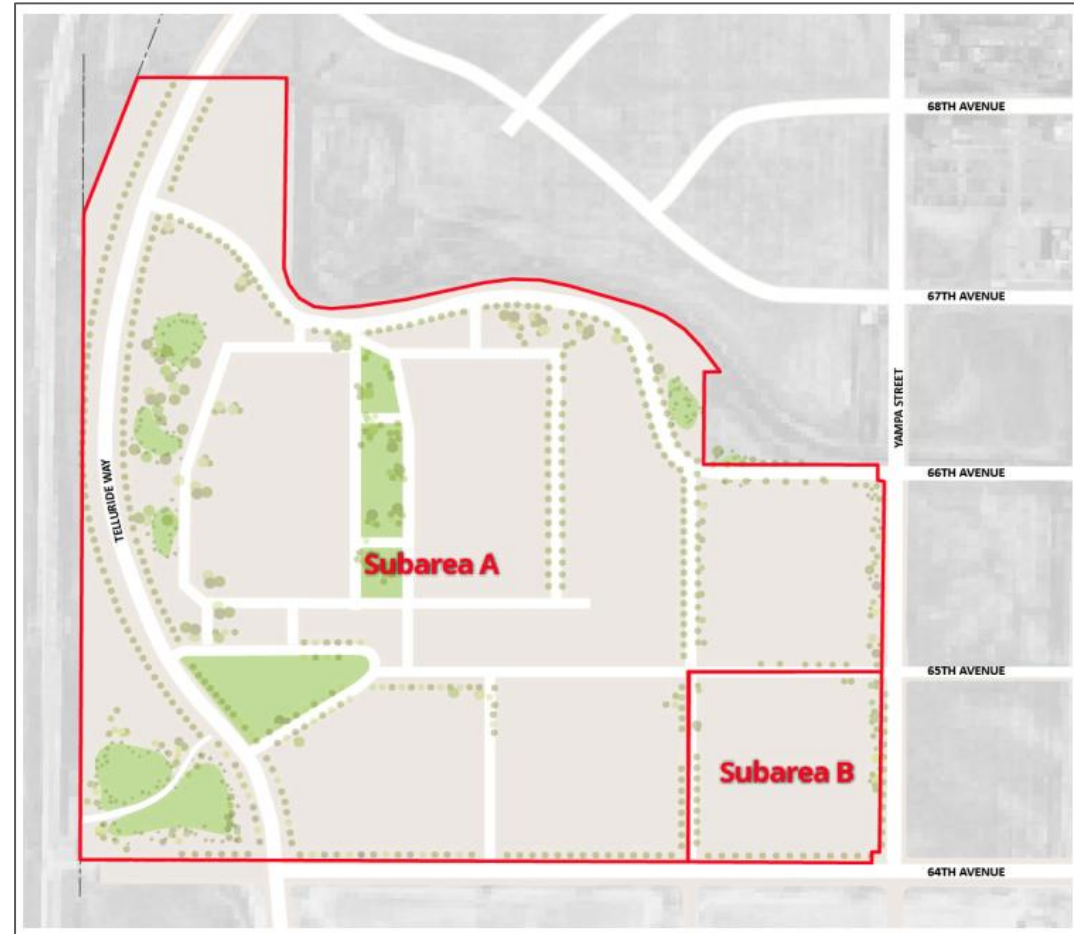 68TH AVENUE
67TH AVENUE
YAMPA STREET
66TH AVENUE
TELLURIDE WAY
Subarea A
65TH AVENUE
Subarea B
64TH AVENUE